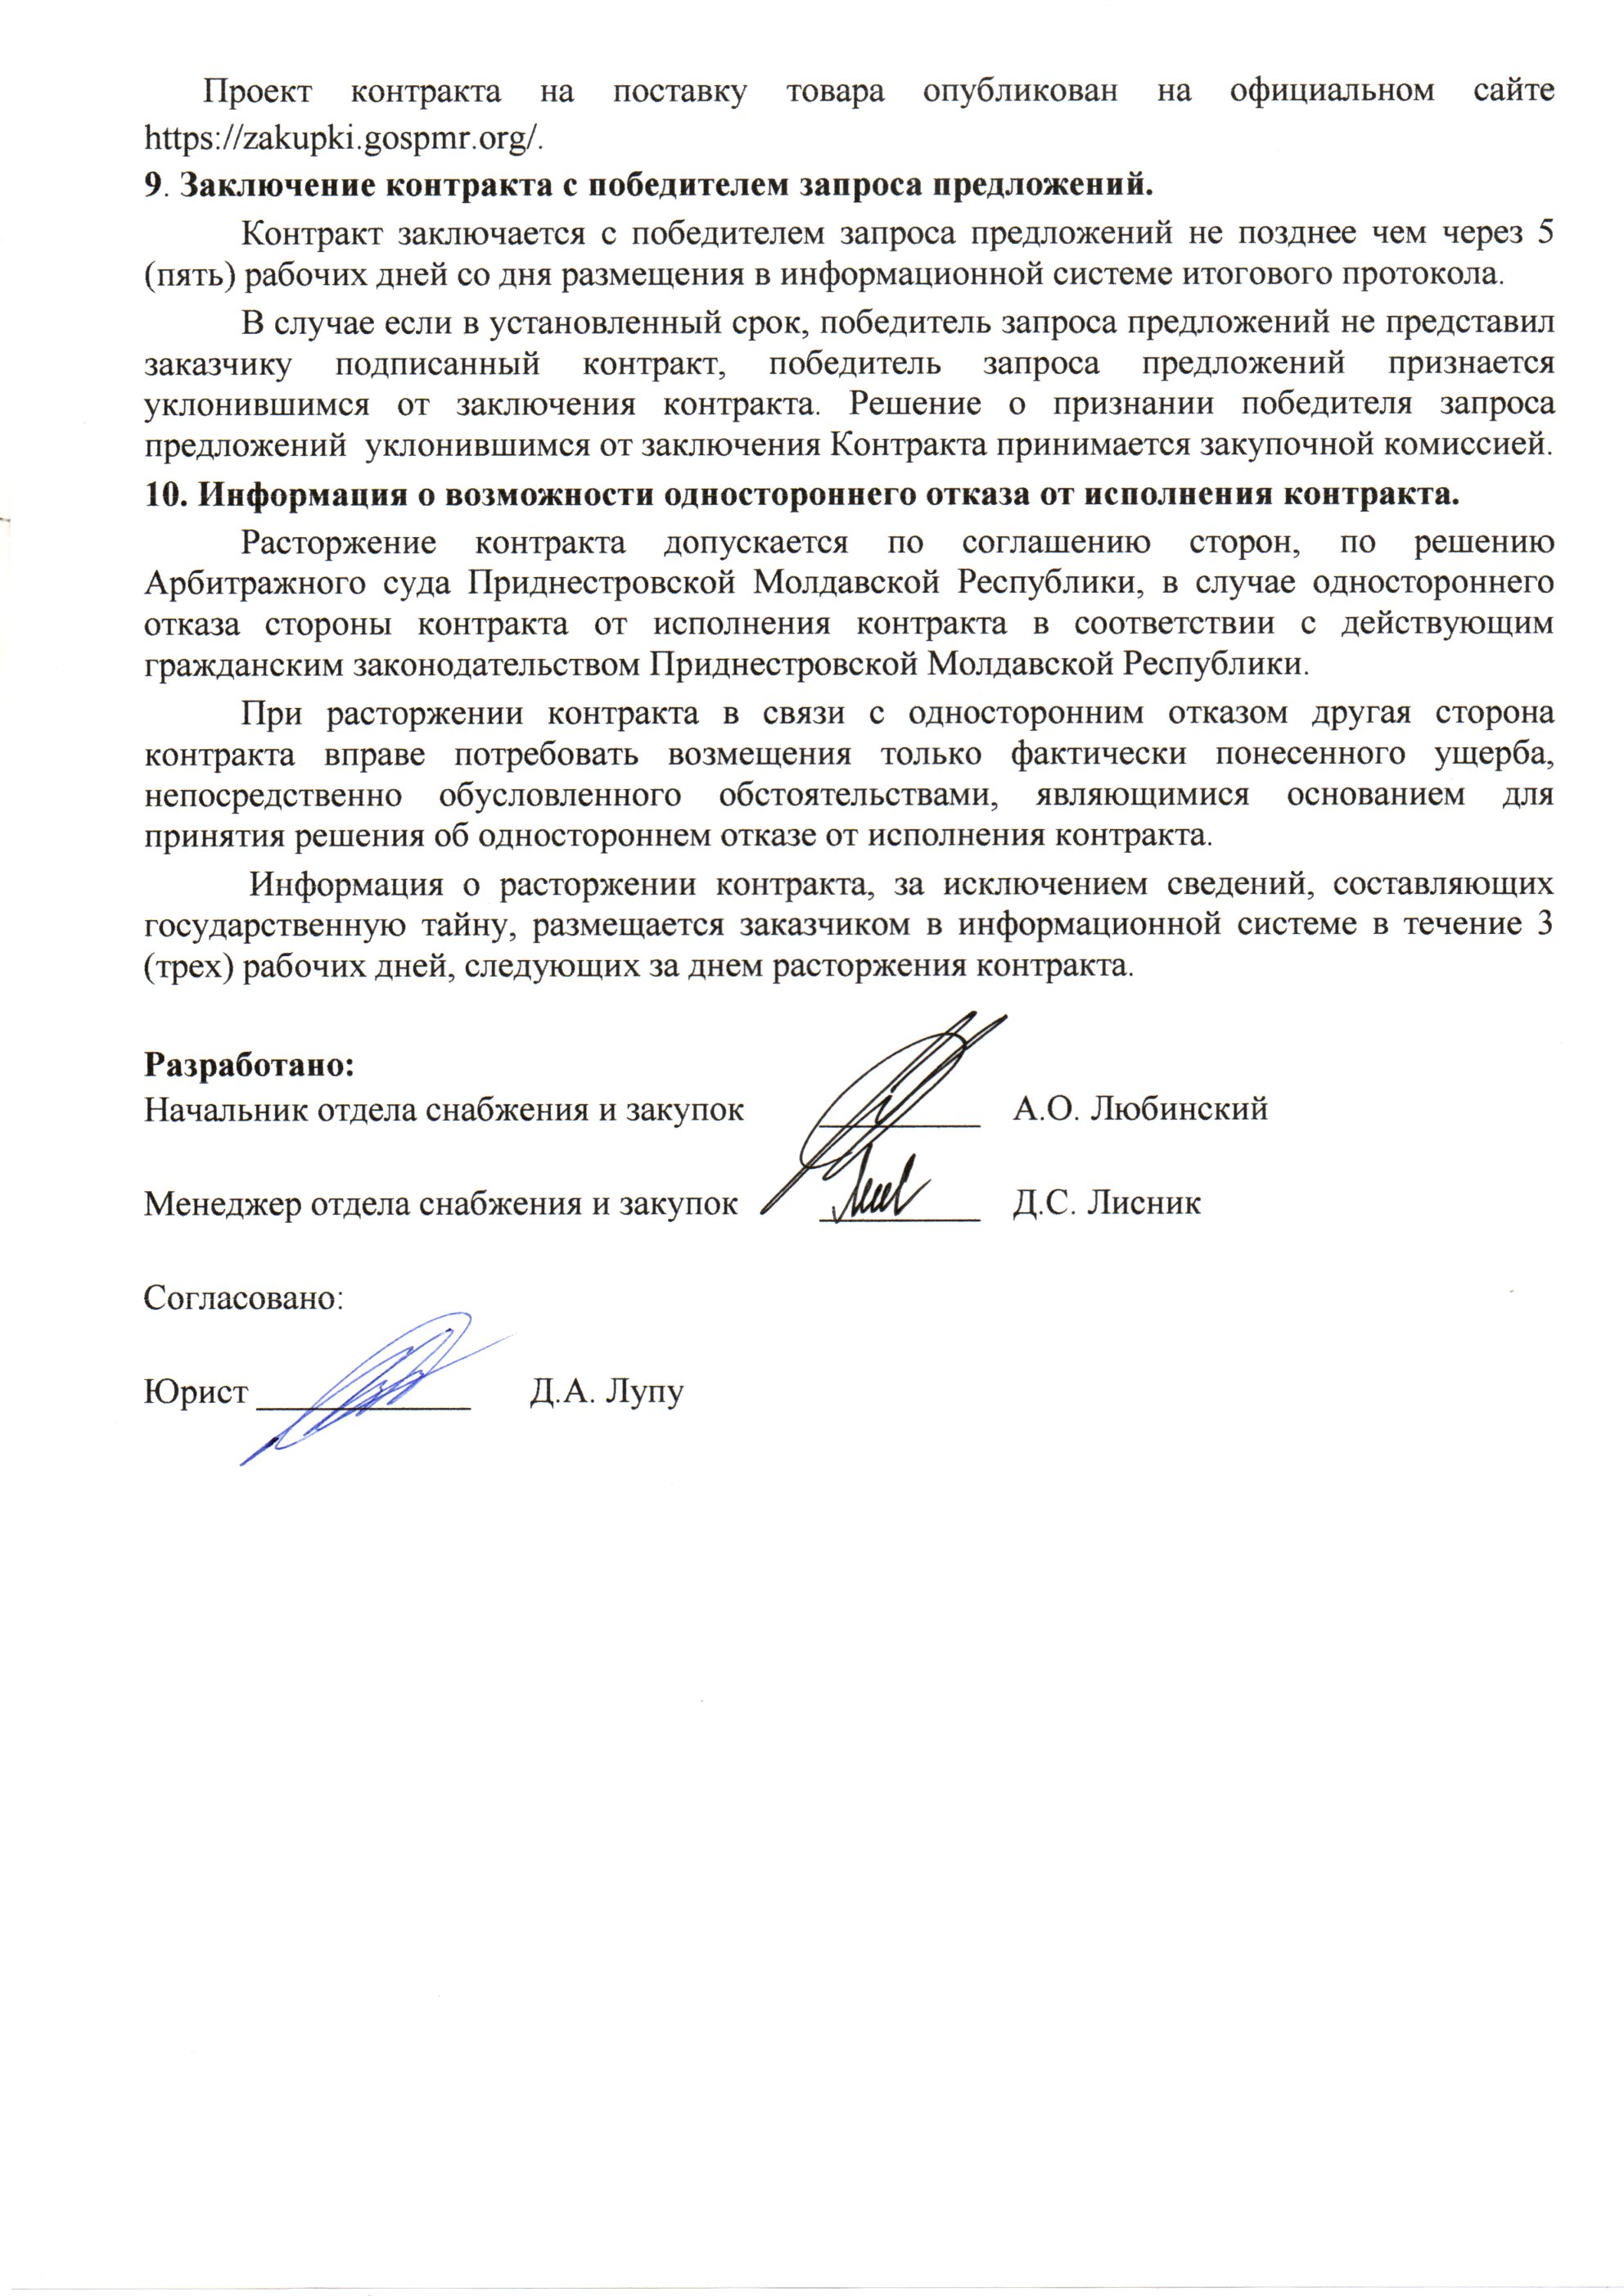 Проект контракта на поставку товара опубликован на официальном сайте
https://zakupki.gospmr.org/.
9. Заключение контракта с победителем запроса предложений.
Контракт заключается с победителем запроса предложений не позднее чем через 5
(пять) рабочих дней со дня размещения в информационной системе итогового протокола.
В случае если в установленный срок, победитель запроса предложений не представил
заказчику подписанный контракт, победитель запроса предложений признается
уклонившимся от заключения контракта. Решение о признании победителя запроса
предложений уклонившимся от заключения Контракта принимается закупочной комиссией.
10. Информация о возможности одностороннего отказа от исполнения контракта.
Расторжение контракта допускается по соглашению сторон, по решению
Арбитражного суда Приднестровской Молдавской Республики, в случае одностороннего
отказа стороны контракта от исполнения контракта в соответствии с действующим
гражданским законодательством Приднестровской Молдавской Республики.
При расторжении контракта в связи с односторонним отказом другая сторона
контракта вправе потребовать возмещения только фактически понесенного ущерба,
непосредственно обусловленного обстоятельствами, являющимися основанием для
принятия решения об одностороннем отказе от исполнения контракта.
Информация о расторжении контракта, за исключением сведений, составляющих
государственную тайну, размещается заказчиком в информационной системе в течение 3
(трех) рабочих дней, следующих за днем расторжения контракта.
Разработано:
Начальник отдела снабжения и закупок А.О. Любинский
Менеджер отдела снабжения и закупок Д.С. Лисник
Согласовано:
Юрист Д.А. Лупу